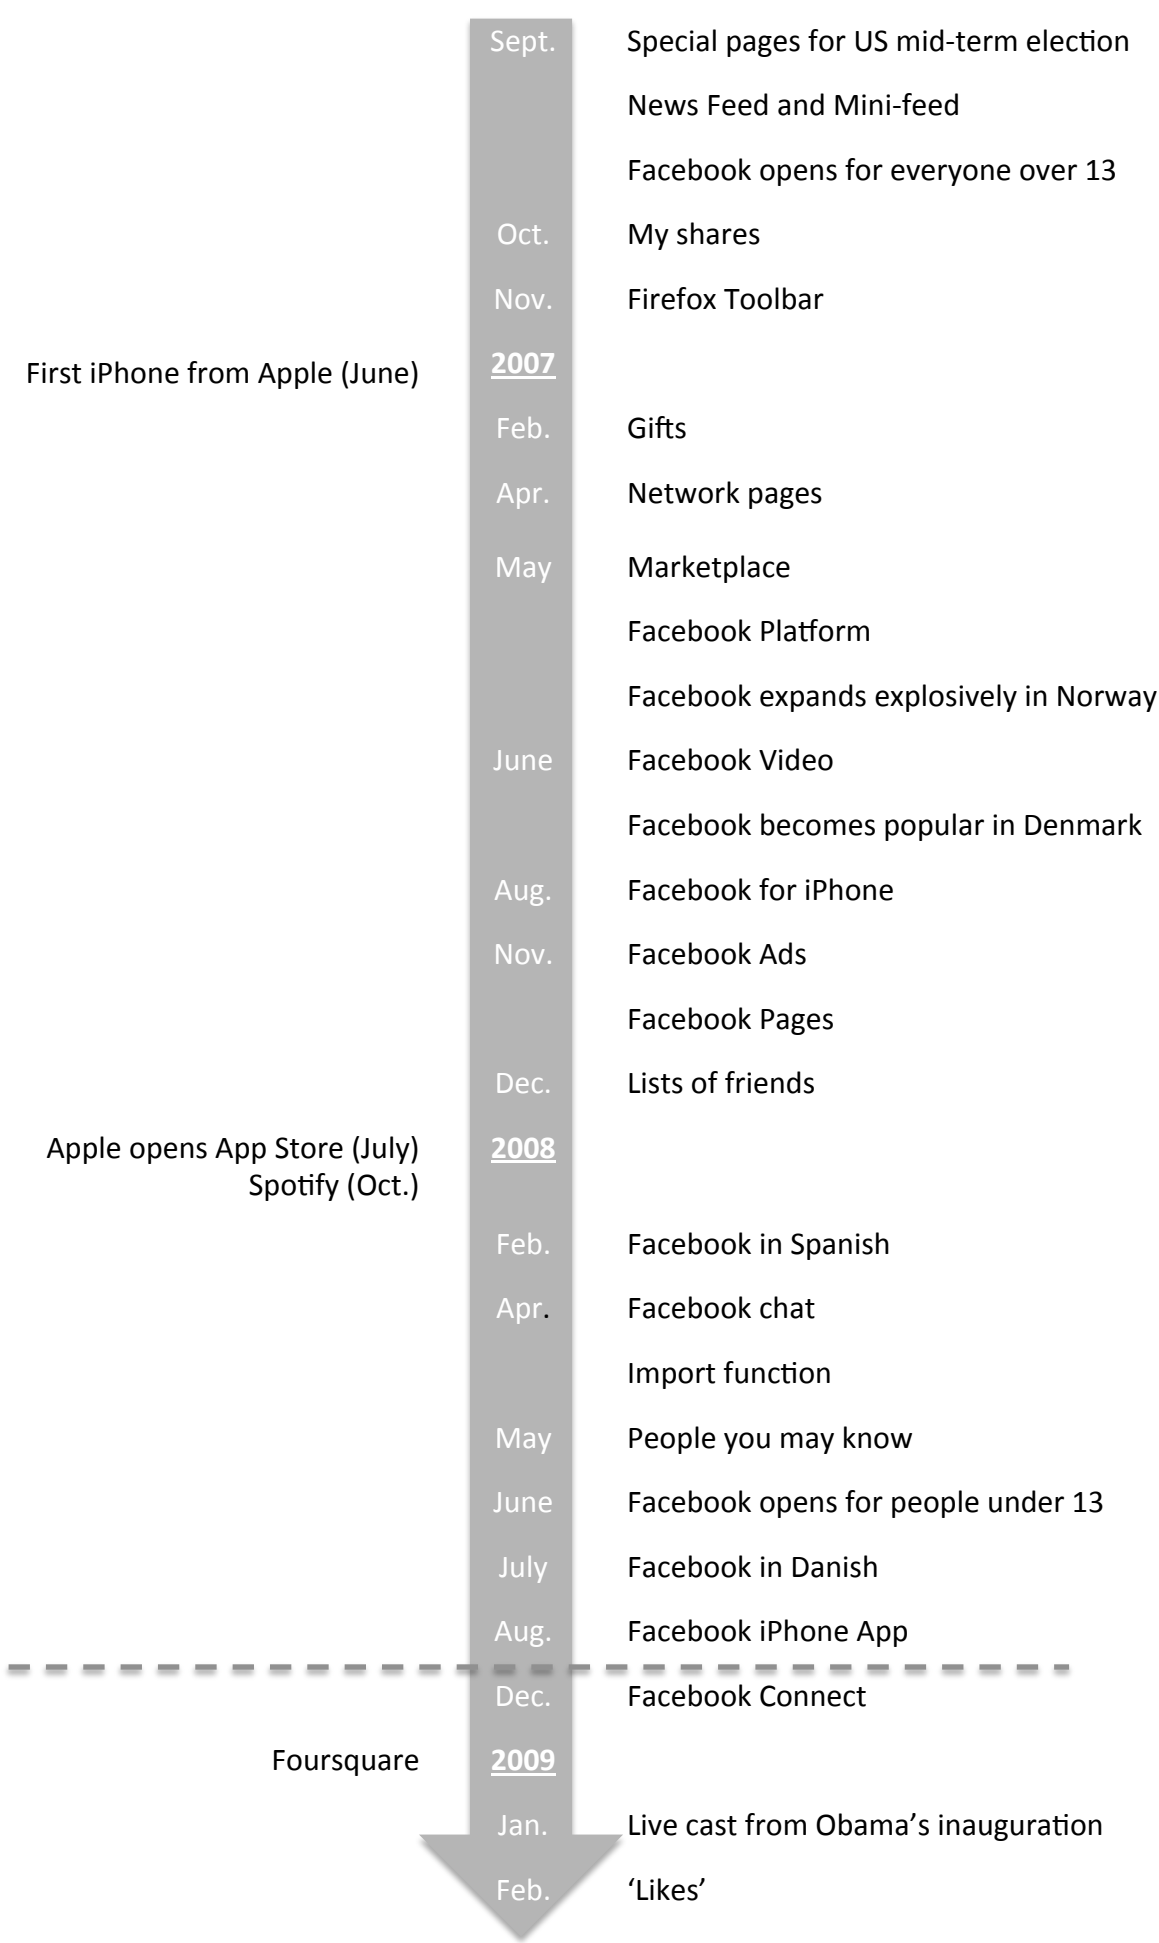 Sept. Special pages for US mid-term election
News Feed and Mini-feed
Facebook opens for everyone over 13
Oct. My shares
Nov. Firefox Toolbar
First iPhone from Apple (June) 2007
Feb. Gifts
Apr. Network pages
May Marketplace
Facebook Platform
Facebook expands explosively in Norway
June Facebook Video
Facebook becomes popular in Denmark
Aug. Facebook for iPhone
Nov. Facebook Ads
Facebook Pages
Dec. Lists of friends
Apple opens App Store (July) 2008
Spotify (Oct.)
Feb. Facebook in Spanish
Apr. Facebook chat
Import function
May People you may know
June Facebook opens for people under 13
July Facebook in Danish
Aug. Facebook iPhone App
Dec. Facebook Connect
Foursquare 2009
Jan. Live cast from Obama’s inauguration
Feb. ‘Likes’